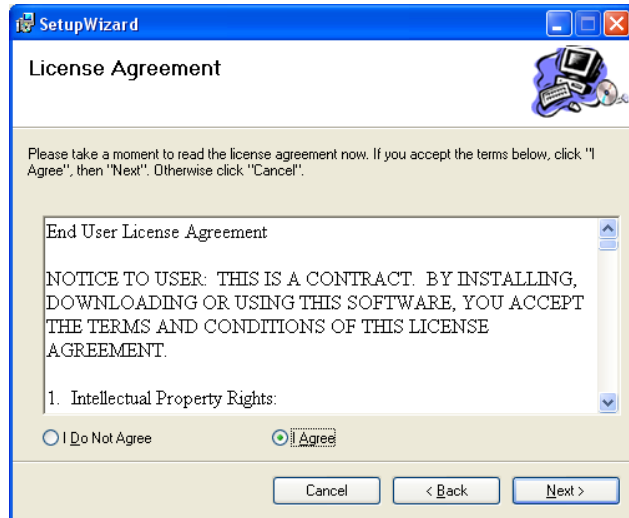 SetupWizard
License Agreement
Please take a moment to read the license agreement now. If you accept the terms below, click "I
Agree", then "Next". Otherwise click "Cancel".
End User License Agreement
NOTICE TO USER: THIS IS A CONTRACT. BY INSTALLING,
DOWNLOADING OR USING THIS SOFTWARE, YOU ACCEPT
THE TERMS AND CONDITIONS OF THIS LICENSE
AGREEMENT.
1. Intellectual Property Rights:
I Do Not Agree
I Agree
Cancel
< Back
Next >